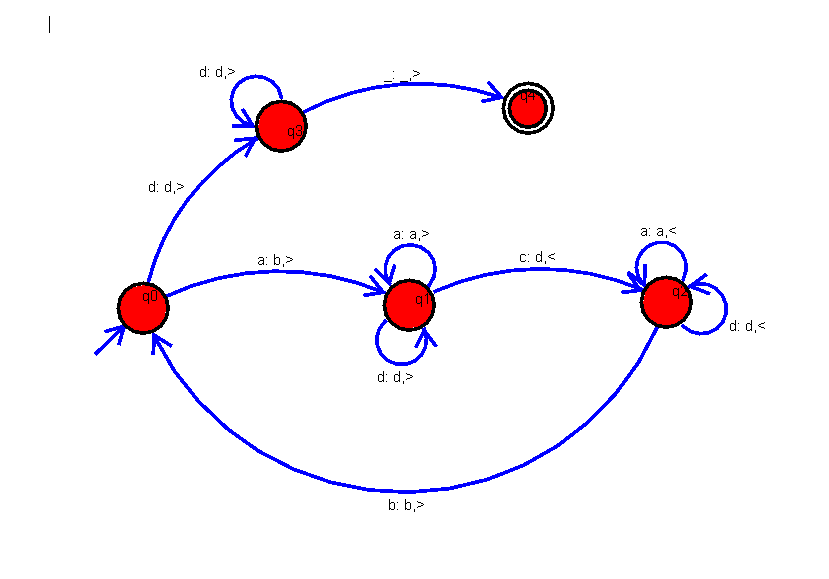 d: d,>
_: _,>
q4
q3
d: d,>
a: a,>
a: a,<
a: b,>
c: d,<
q0
q1
q2
d: d,<
d: d,>
b: b,>